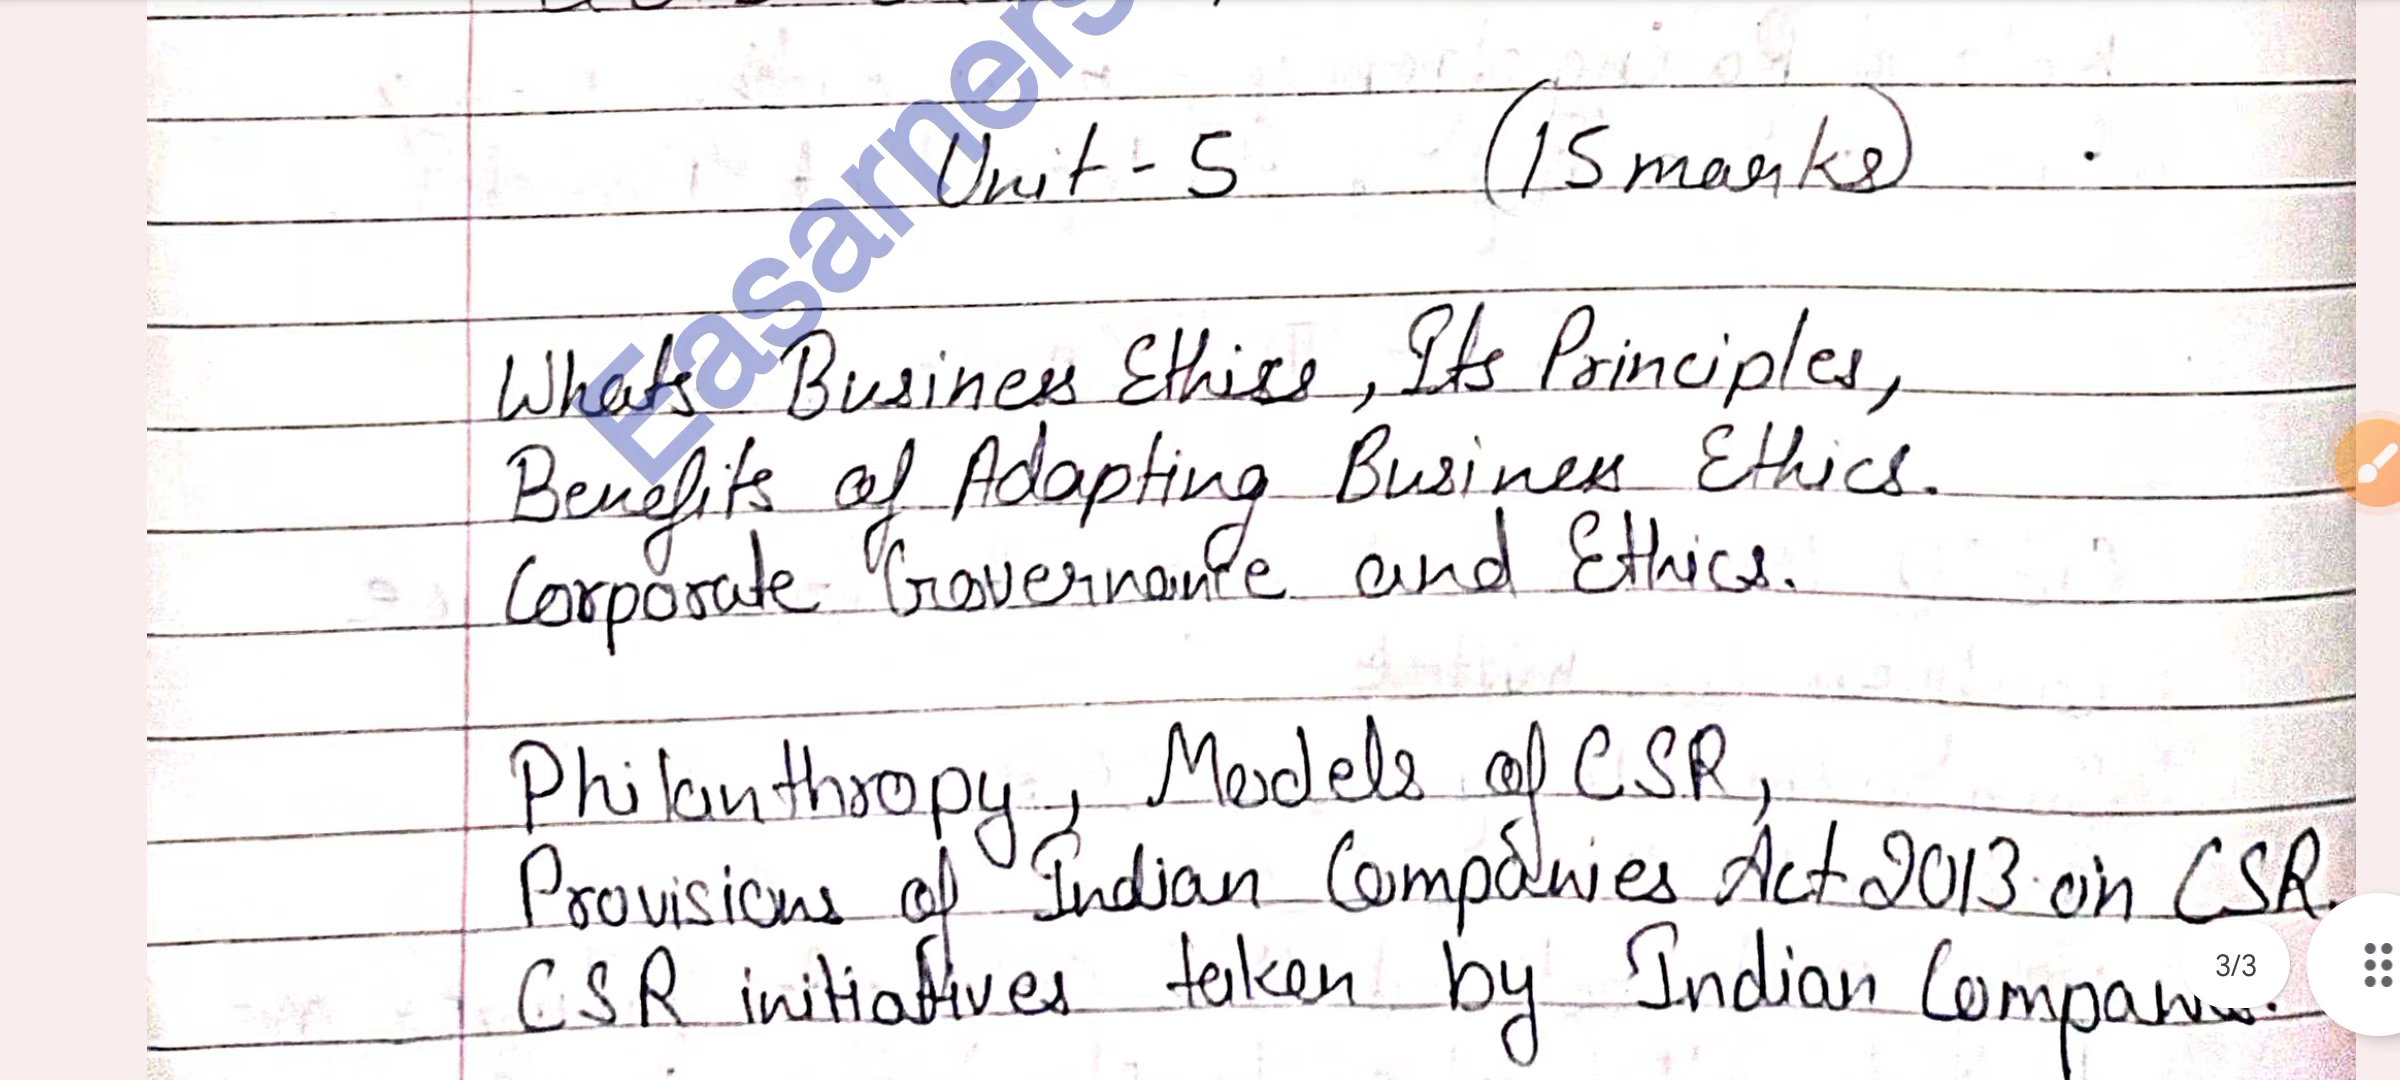 Easarners
Unit - 5 (15 marks)
Whats Business Ethics, Its Principles,
Benefits of Adapting Business Ethics.
Corporate Governance and Ethics.
Philanthropy, Models of CSR,
Provisions of Indian Companies Act 2013 on CSR.
CSR initiatives taken by Indian
3/3